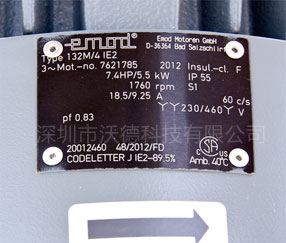 emod
Emod Motoren GmbH
D-36364 Bad Salzschlirf
Type 132M/4 IE2
3~Mot.-no. 7621785 2012 Insul.-cl. F
7.4HP/5.5 kW IP 55
1760 rpm S1
18.5/9.25 A 60 c/s
YY 230/460 Y V
pf 0.83
深圳市沃德科技有限公司
20012460 48/2012/FD
CODELETTER J IE2-89.5%
Amb. 40°C
C US